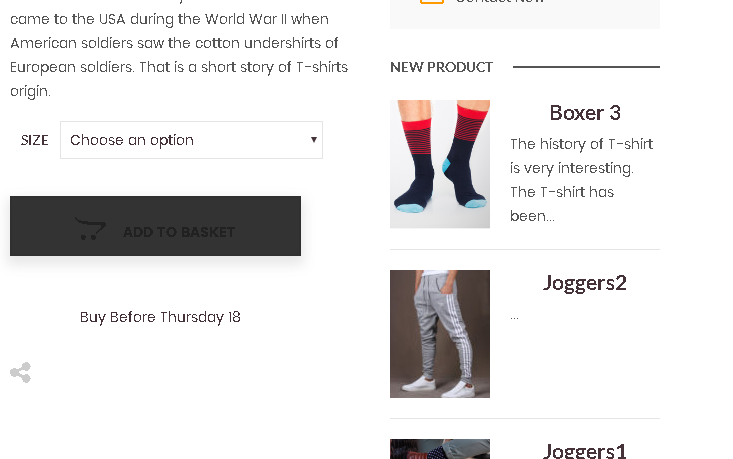 came to the USA during the World War II when
American soldiers saw the cotton undershirts of
European soldiers. That is a short story of T-shirts
origin.
SIZE Choose an option
ADD TO BASKET
Buy Before Thursday 18
NEW PRODUCT
Boxer 3
The history of T-shirt
is very interesting.
The T-shirt has
been...
Joggers2
...
Joggers1